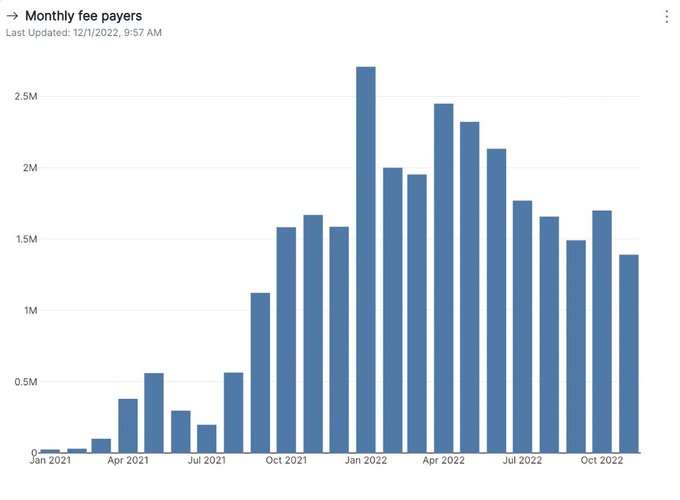 → Monthly fee payers
Last Updated: 12/1/2022, 9:57 AM
2.5M
2M
1.5M
1M
0.5M
0
Jan 2021 Apr 2021 Jul 2021 Oct 2021 Jan 2022 Apr 2022 Jul 2022 Oct 2022